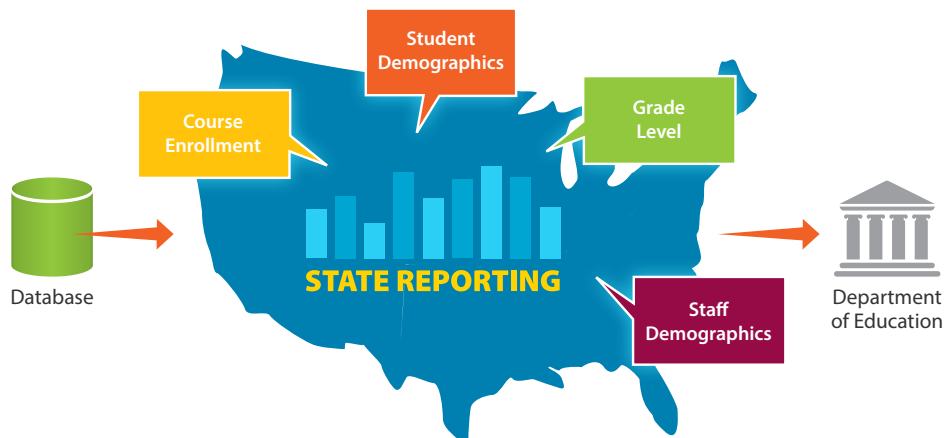 Student
Demographics
Course
Enrollment
Grade
Level
STATE REPORTING
Database
Staff
Demographics
Department
of Education